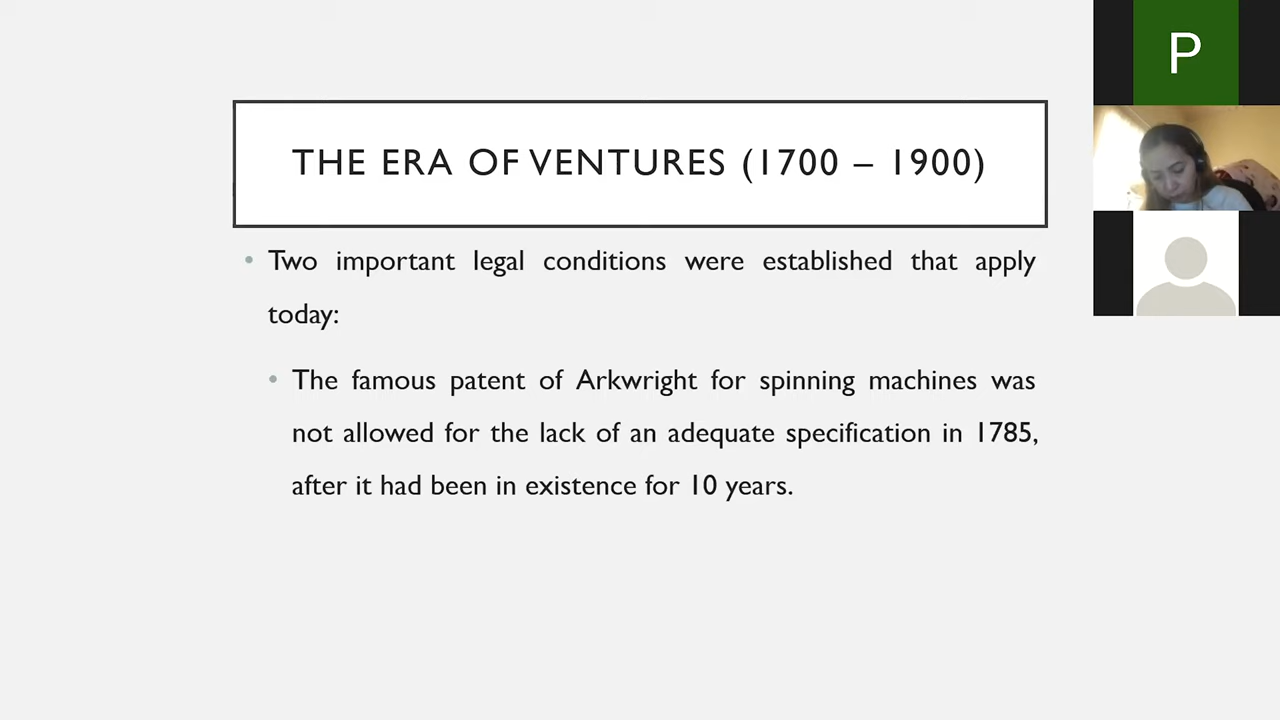 THE ERA OF VENTURES (1700 – 1900)
• Two important legal conditions were established that apply
today:
• The famous patent of Arkwright for spinning machines was
not allowed for the lack of an adequate specification in 1785,
after it had been in existence for 10 years.
P